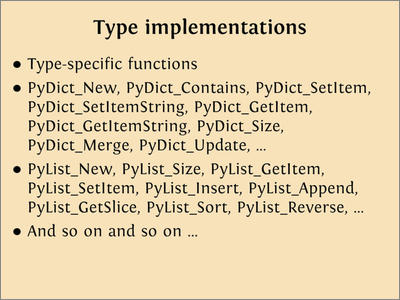 Type implementations
● Type-specific functions
● PyDict_New, PyDict_Contains, PyDict_SetItem,
PyDict_SetItemString, PyDict_GetItem,
PyDict_GetItemString, PyDict_Size,
PyDict_Merge, PyDict_Update, ...
● PyList_New, PyList_Size, PyList_GetItem,
PyList_SetItem, PyList_Insert, PyList_Append,
PyList_GetSlice, PyList_Sort, PyList_Reverse, ...
● And so on and so on ...